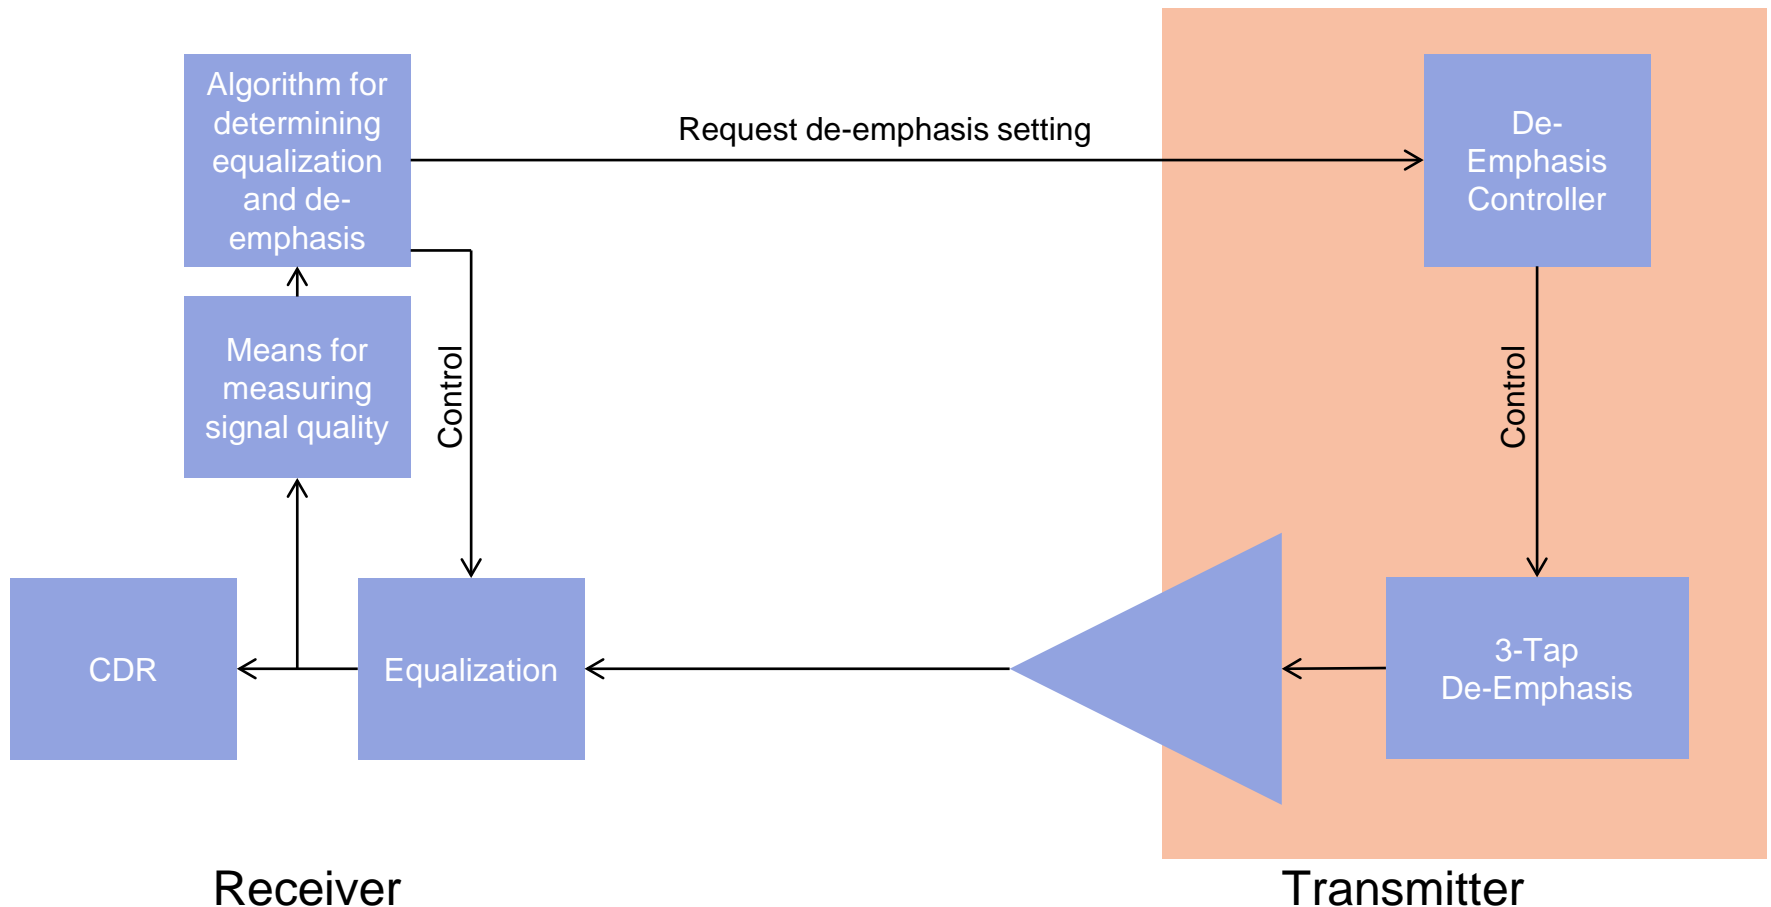 Algorithm for
determining
equalization
and de-
emphasis
Request de-emphasis setting
De-
Emphasis
Controller
Means for
measuring
signal quality
Control
Control
CDR
Equalization
3-Tap
De-Emphasis
Receiver
Transmitter